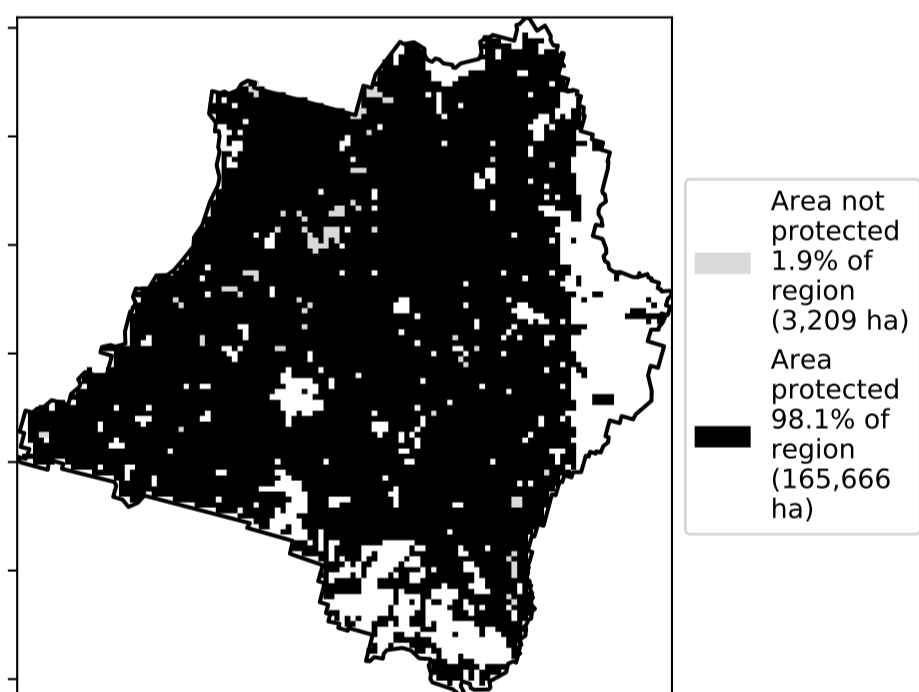 Area not
protected
1.9% of
region
(3,209 ha)
Area
protected
98.1% of
region
(165,666
ha)